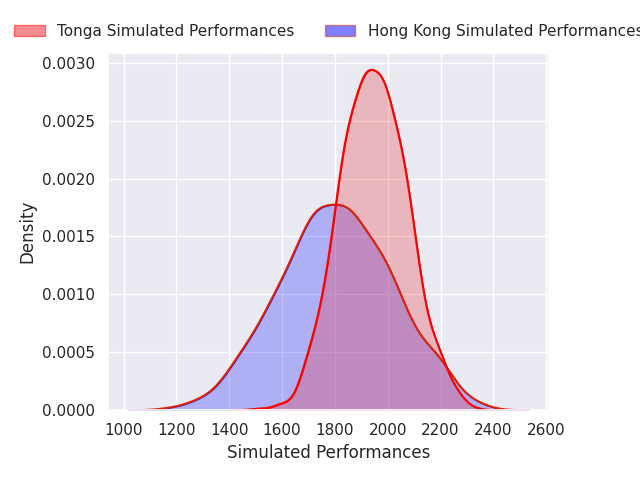 Tonga Simulated Performances
Hong Kong Simulated Performances
0.0030
0.0025
0.0020
0.0015
0.0010
0.0005
0.0000
Density
1000 1200 1400 1600 1800 2000 2200 2400 2600
Simulated Performances